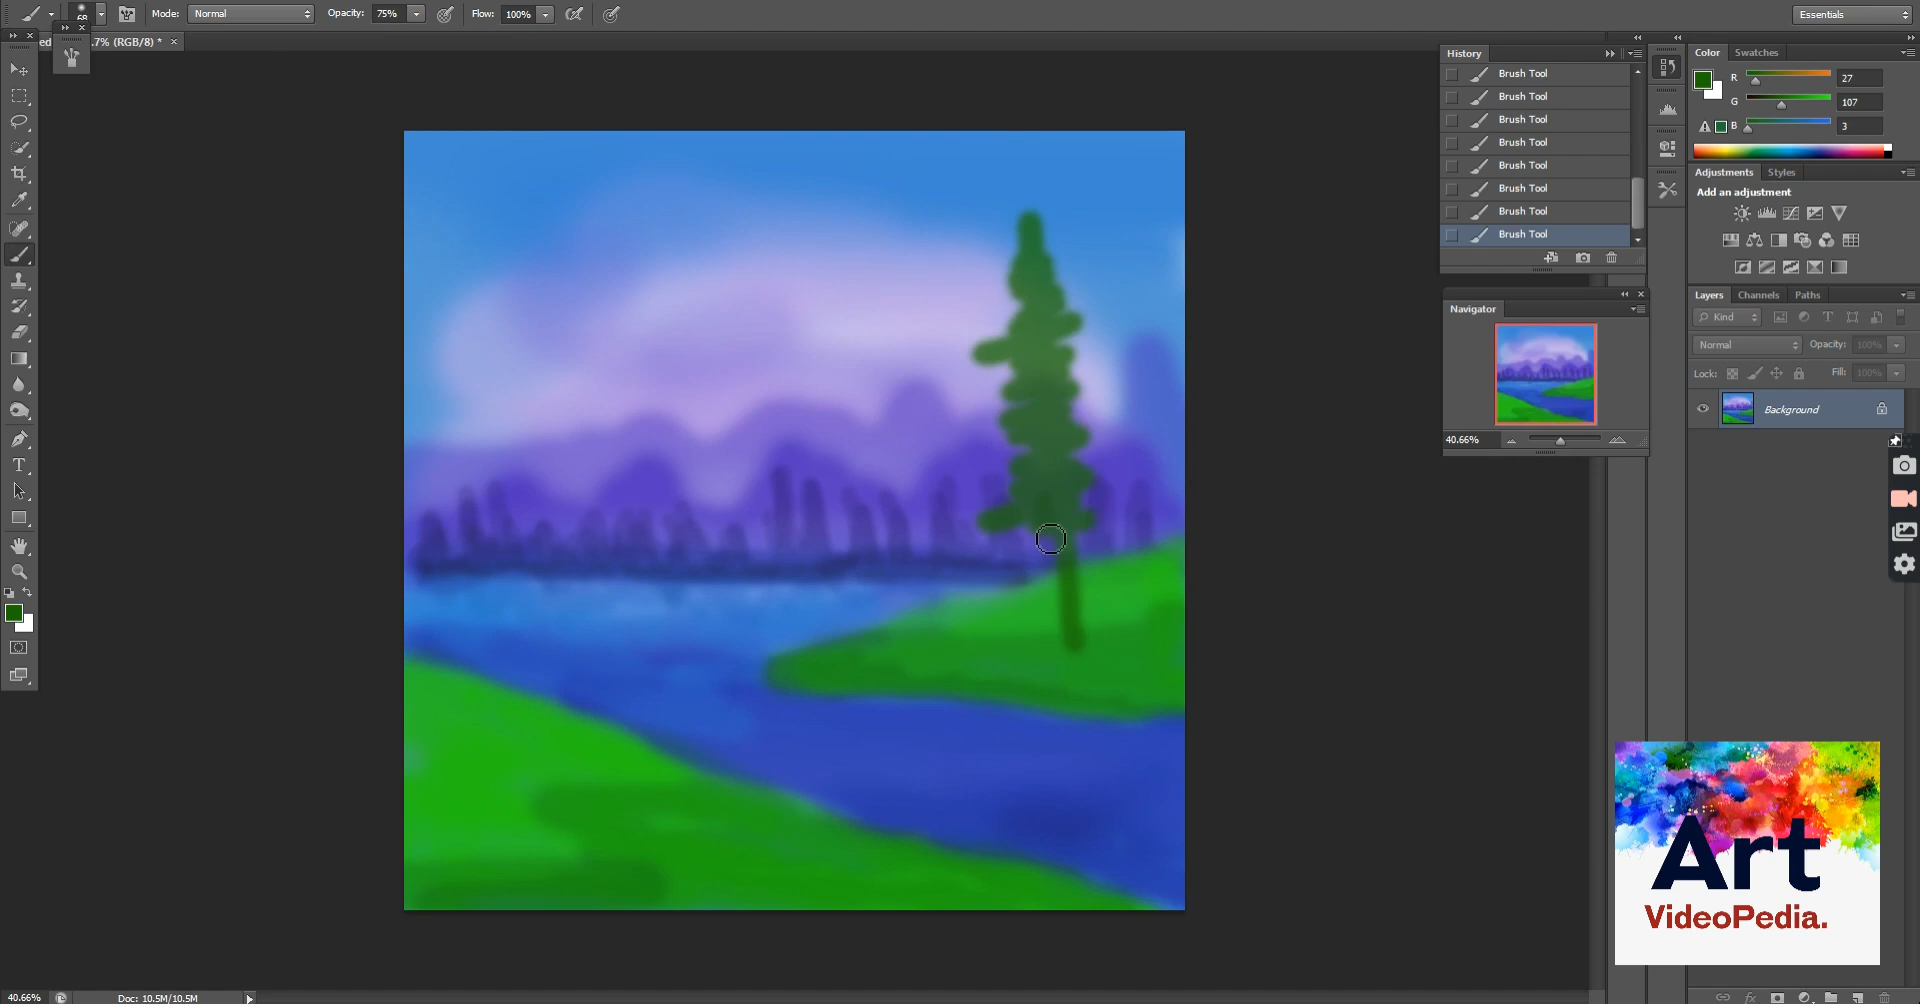 68
Mode: Normal Opacity: 75% Flow: 100% Essentials
ed .7% (RGB/8) * ×
History
Brush Tool
Brush Tool
Brush Tool
Brush Tool
Brush Tool
Brush Tool
Brush Tool
Brush Tool
Navigator
40.66%
Color Swatches
R 27
G 107
B 3
Adjustments Styles
Add an adjustment
Layers Channels Paths
Kind
Normal Opacity: 100%
Lock: Fill: 100%
Background
Art
VideoPedia.
40.66% Doc: 10.5M/10.5M